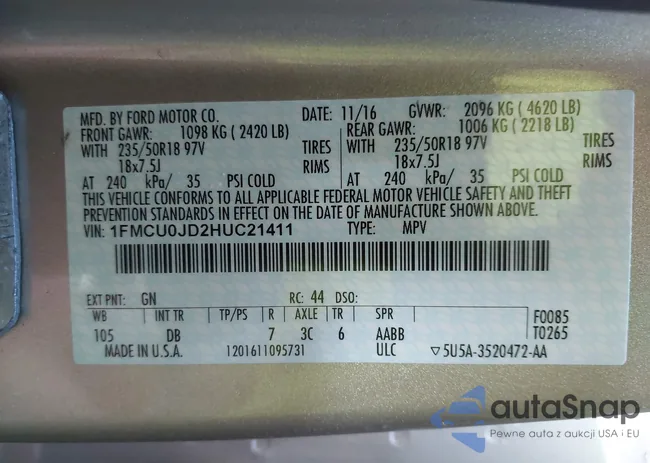 MFD. BY FORD MOTOR CO. DATE: 11/16 GVWR: 2096 KG ( 4620 LB)
FRONT GAWR: 1098 KG ( 2420 LB) REAR GAWR: 1006 KG ( 2218 LB)
WITH 235/50R18 97V TIRES WITH 235/50R18 97V TIRES
18x7.5J RIMS 18x7.5J RIMS
AT 240 kPa/ 35 PSI COLD AT 240 kPa/ 35 PSI COLD
THIS VEHICLE CONFORMS TO ALL APPLICABLE FEDERAL MOTOR VEHICLE SAFETY AND THEFT
PREVENTION STANDARDS IN EFFECT ON THE DATE OF MANUFACTURE SHOWN ABOVE.
VIN: 1FMCU0JD2HUC21411 TYPE: MPV
EXT PNT: GN RC: 44 DSO:
WB INT TR TP/PS R AXLE TR SPR F0085
105 DB 7 3C 6 AABB T0265
MADE IN U.S.A. 1201611095731 ULC ▽5U5A-3520472-AA
autaSnap
Pewne auta z aukcji USA i EU